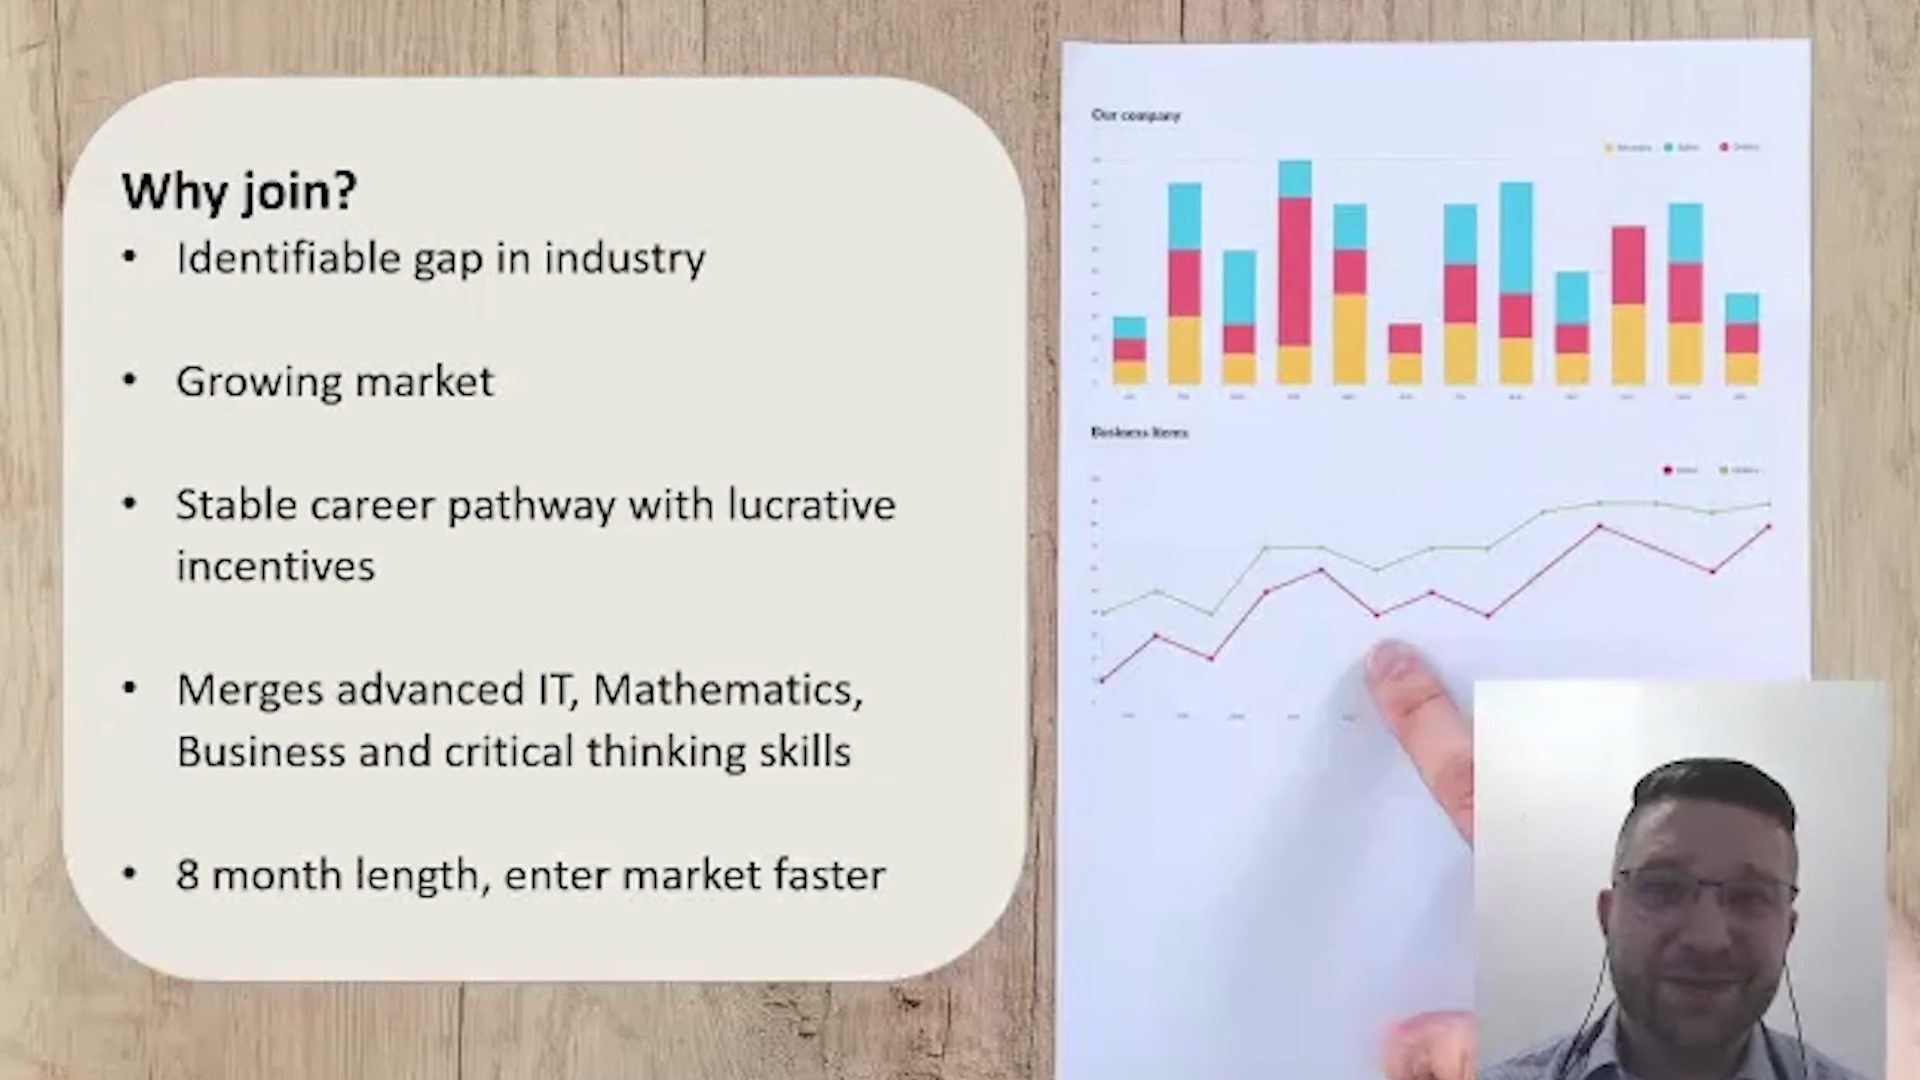 Why join?
• Identifiable gap in industry
• Growing market
• Stable career pathway with lucrative
incentives
• Merges advanced IT, Mathematics,
Business and critical thinking skills
• 8 month length, enter market faster
Our company
Business Items